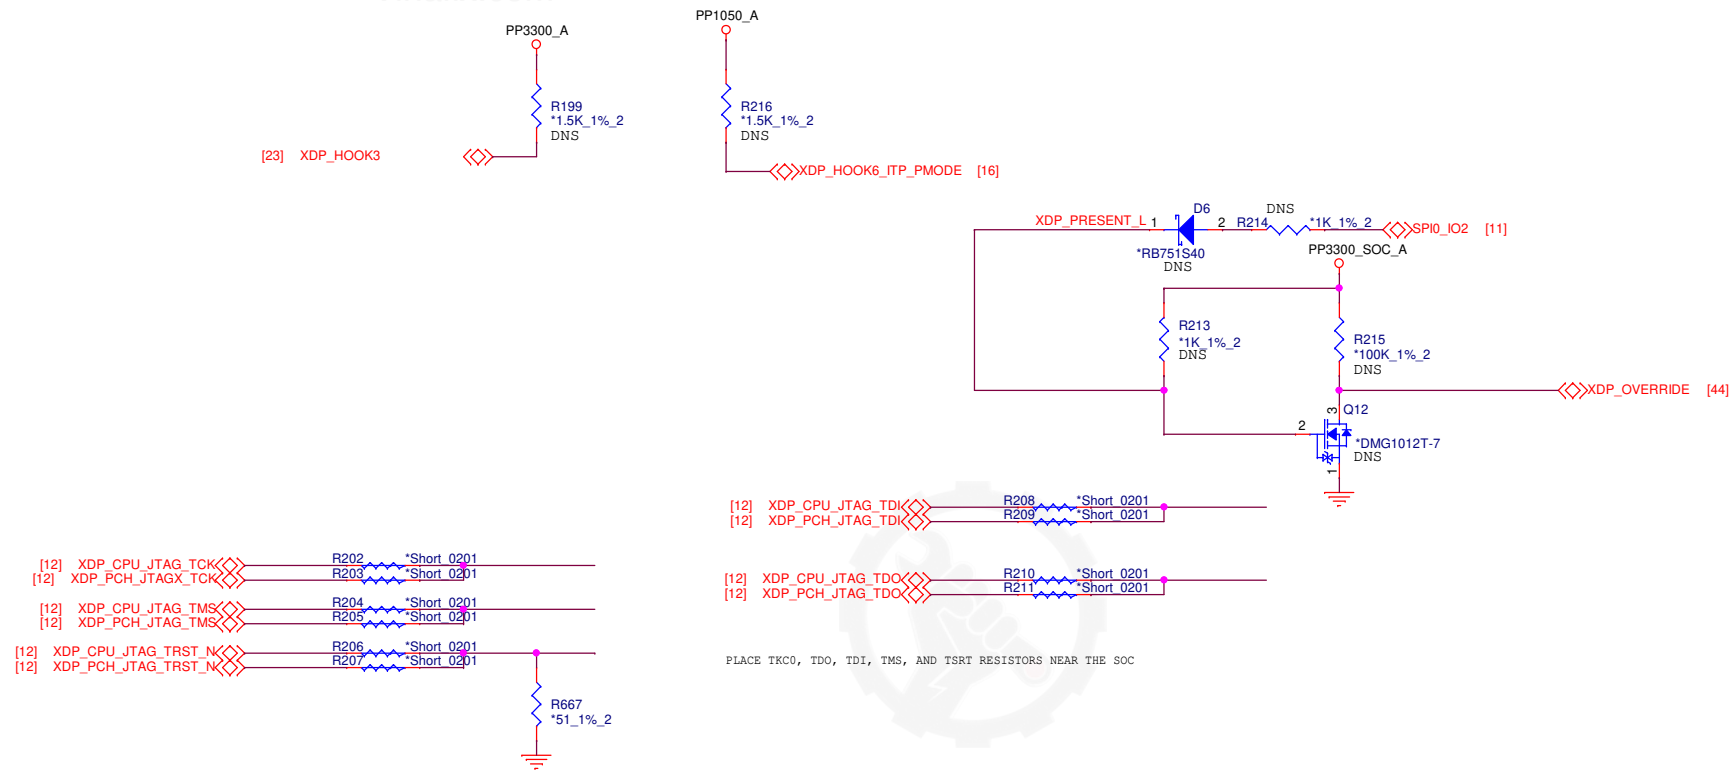 PP3300_A
PP1050_A
R199
*1.5K_1%_2
DNS
R216
*1.5K_1%_2
DNS
[23] XDP_HOOK3
XDP_HOOK6_ITP_PMODE [16]
XDP_PRESENT_L 1
D6
2
R214
DNS
*1K_1%_2
SPI0_IO2 [11]
*RB751S40
DNS
PP3300_SOC_A
R213
*1K_1%_2
DNS
R215
*100K_1%_2
DNS
XDP_OVERRIDE [44]
3
Q12
2
*DMG1012T-7
DNS
1
[12] XDP_CPU_JTAG_TDI R208 *Short_0201
[12] XDP_PCH_JTAG_TDI R209 *Short_0201
[12] XDP_CPU_JTAG_TCK R202 *Short_0201
[12] XDP_PCH_JTAGX_TCK R203 *Short_0201
[12] XDP_CPU_JTAG_TDO R210 *Short_0201
[12] XDP_PCH_JTAG_TDO R211 *Short_0201
[12] XDP_CPU_JTAG_TMS R204 *Short_0201
[12] XDP_PCH_JTAG_TMS R205 *Short_0201
[12] XDP_CPU_JTAG_TRST_N R206 *Short_0201
[12] XDP_PCH_JTAG_TRST_N R207 *Short_0201
PLACE TKC0, TDO, TDI, TMS, AND TSRT RESISTORS NEAR THE SOC
R667
*51_1%_2